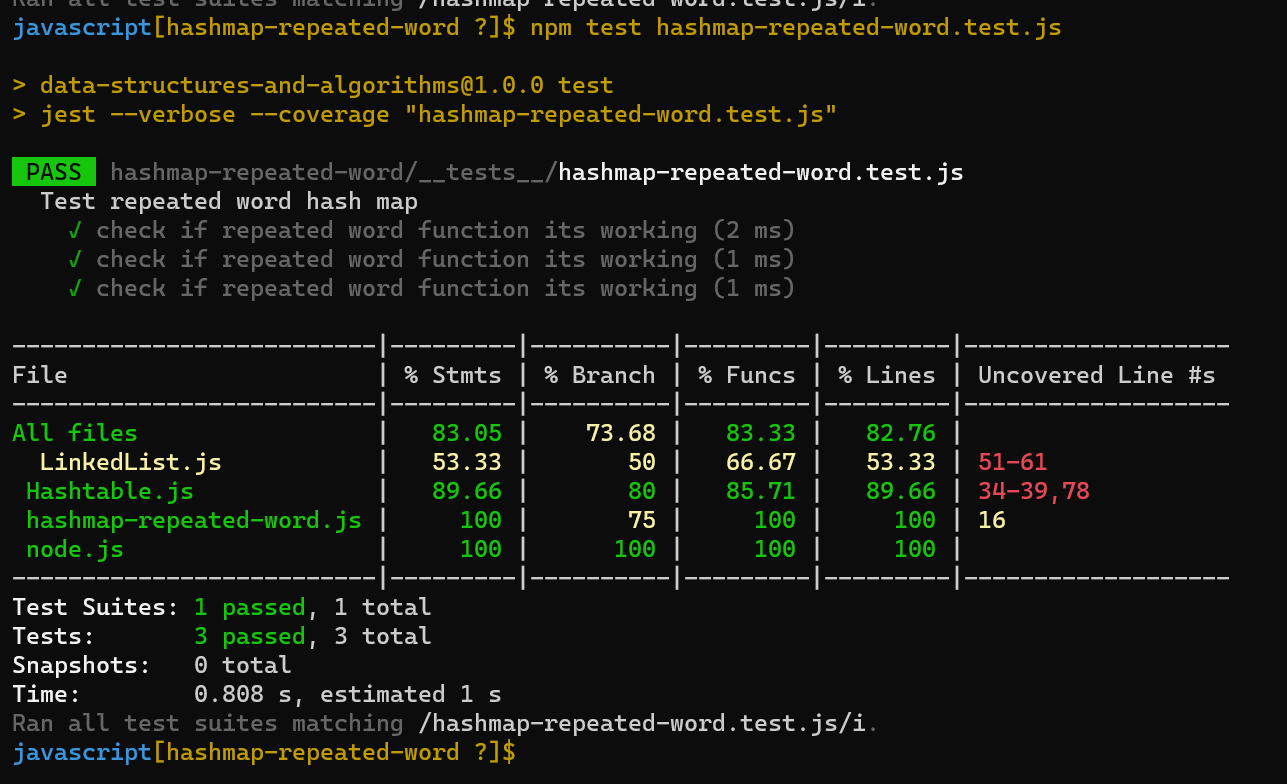 Ran all test suites matching /hashmap-repeated-word.test.js/i.
javascript[hashmap-repeated-word ?]$ npm test hashmap-repeated-word.test.js
> data-structures-and-algorithms@1.0.0 test
> jest --verbose --coverage "hashmap-repeated-word.test.js"
PASS hashmap-repeated-word/__tests__/hashmap-repeated-word.test.js
Test repeated word hash map
√ check if repeated word function its working (2 ms)
√ check if repeated word function its working (1 ms)
√ check if repeated word function its working (1 ms)
--------------------------|---------|----------|---------|---------|-------------------
File                      | % Stmts | % Branch | % Funcs | % Lines | Uncovered Line #s
--------------------------|---------|----------|---------|---------|-------------------
All files                 |   83.05 |    73.68 |   83.33 |   82.76 |
  LinkedList.js           |   53.33 |       50 |   66.67 |   53.33 | 51-61
 Hashtable.js             |   89.66 |       80 |   85.71 |   89.66 | 34-39,78
 hashmap-repeated-word.js |     100 |       75 |     100 |     100 | 16
 node.js                  |     100 |      100 |     100 |     100 |
--------------------------|---------|----------|---------|---------|-------------------
Test Suites: 1 passed, 1 total
Tests:       3 passed, 3 total
Snapshots:   0 total
Time:        0.808 s, estimated 1 s
Ran all test suites matching /hashmap-repeated-word.test.js/i.
javascript[hashmap-repeated-word ?]$